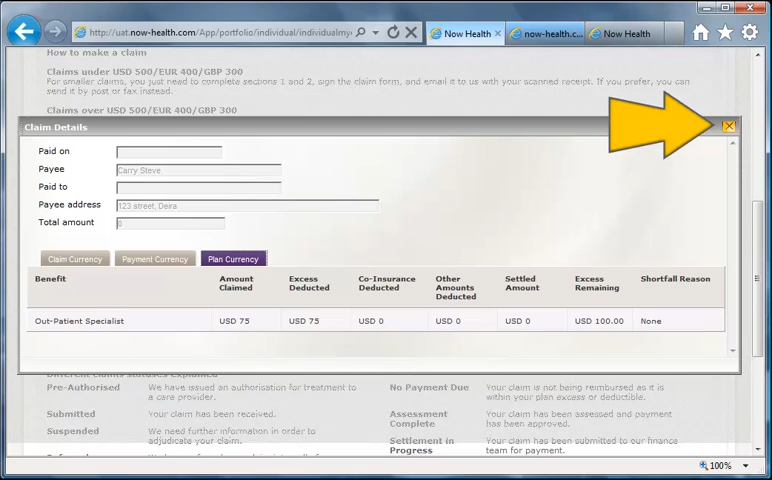 http://uat.now-health.com/App/portfolio/individual/individualmy
Now Health
now-health.c...
Now Health
How to make a claim
Claims under USD 500/EUR 400/GBP 300
For smaller claims, you just need to complete sections 1 and 2, sign the claim form, and email it to us with your scanned receipt. If you prefer, you can
send it by post or fax instead.
Claims over USD 500/EUR 400/GBP 300
Claim Details
Paid on
Payee Carry Steve
Paid to
Payee address 123 street, Deira
Total amount 0
Claim Currency Payment Currency Plan Currency
Benefit Amount Claimed Excess Deducted Co-Insurance Deducted Other Amounts Deducted Settled Amount Excess Remaining Shortfall Reason
Out-Patient Specialist USD 75 USD 75 USD 0 USD 0 USD 0 USD 100.00 None
Different claims statuses explained
Pre-Authorised We have issued an authorisation for treatment to
a care provider.
No Payment Due Your claim is not being reimbursed as it is
within your plan excess or deductible.
Submitted Your claim has been received.
Assessment Complete Your claim has been assessed and payment
has been approved.
Suspended We need further information in order to
adjudicate your claim.
Settlement in Progress Your claim has been submitted to our finance
team for payment.
100%